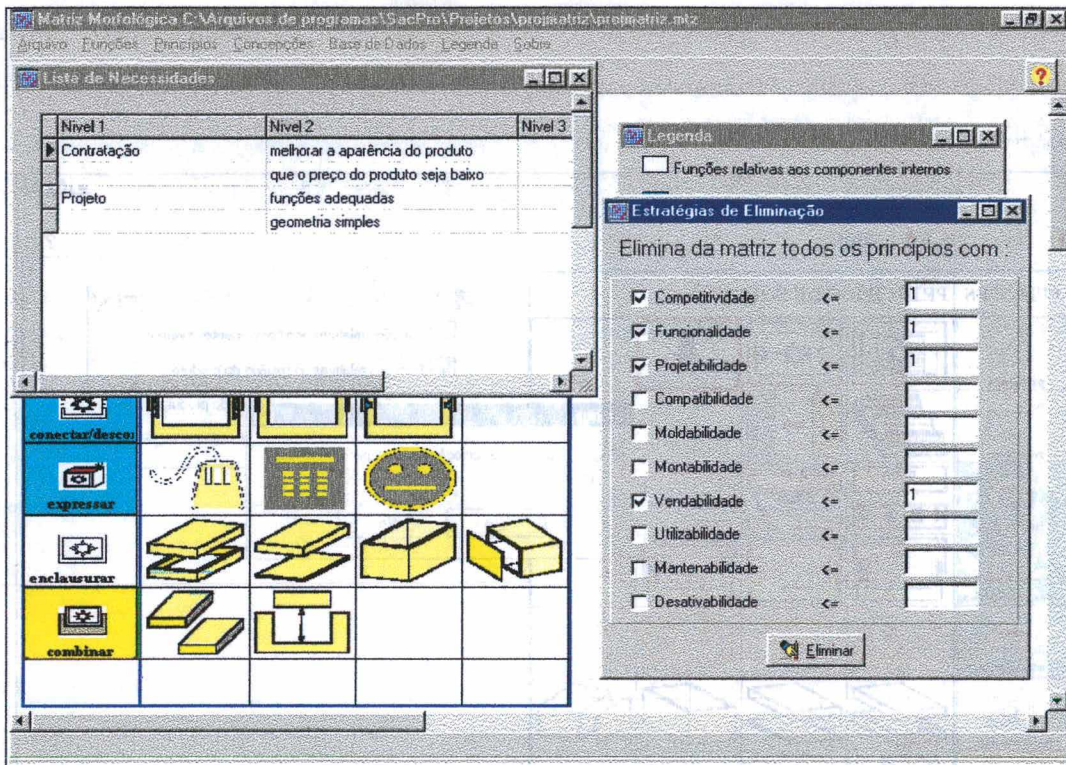 Matriz Morfológica C:\Arquivos de programas\SacPro\Projetos\projmatriz\projmatriz.mtz
Arquivo Funções Princípios Concepções Base de Dados Legenda Sobre
Lista de Necessidades
Nivel 1 Nivel 2 Nivel 3
Contratação melhorar a aparência do produto
que o preço do produto seja baixo
Projeto funções adequadas
geometria simples
Legenda
Funções relativas aos componentes internos
Estratégias de Eliminação
Elimina da matriz todos os princípios com :
Competitividade <= 1
Funcionalidade <= 1
Projetabilidade <= 1
Compatibilidade <=
Moldabilidade <=
Montabilidade <=
Vendabilidade <= 1
Utilizabilidade <=
Mantenabilidade <=
Desativabilidade <=
Eliminar
conectar/desco
expressar
enclausurar
combinar